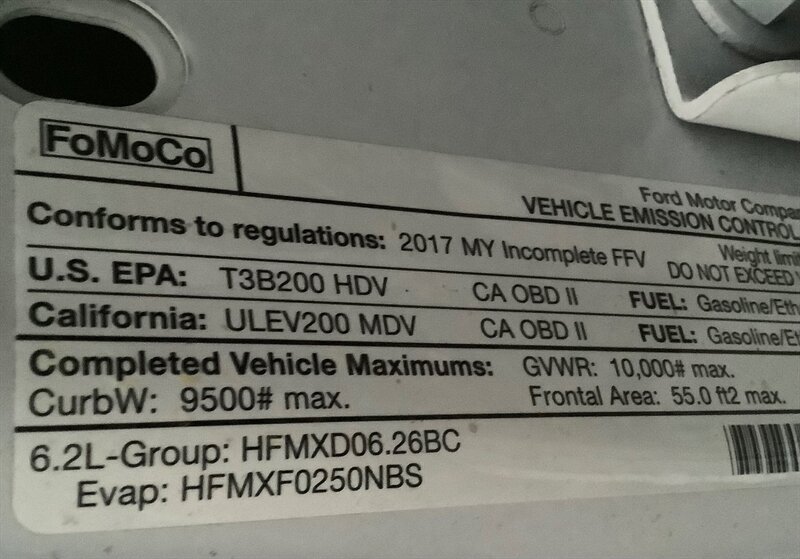 FoMoCo
Ford Motor Compa
VEHICLE EMISSION CONTROL
Conforms to regulations: 2017 MY Incomplete FFV Weight limit
DO NOT EXCEED
U.S. EPA: T3B200 HDV CA OBD II FUEL: Gasoline/Eth
California: ULEV200 MDV CA OBD II FUEL: Gasoline/Et
Completed Vehicle Maximums: GVWR: 10,000# max.
CurbW: 9500# max. Frontal Area: 55.0 ft2 max.
6.2L-Group: HFMXD06.26BC
Evap: HFMXF0250NBS